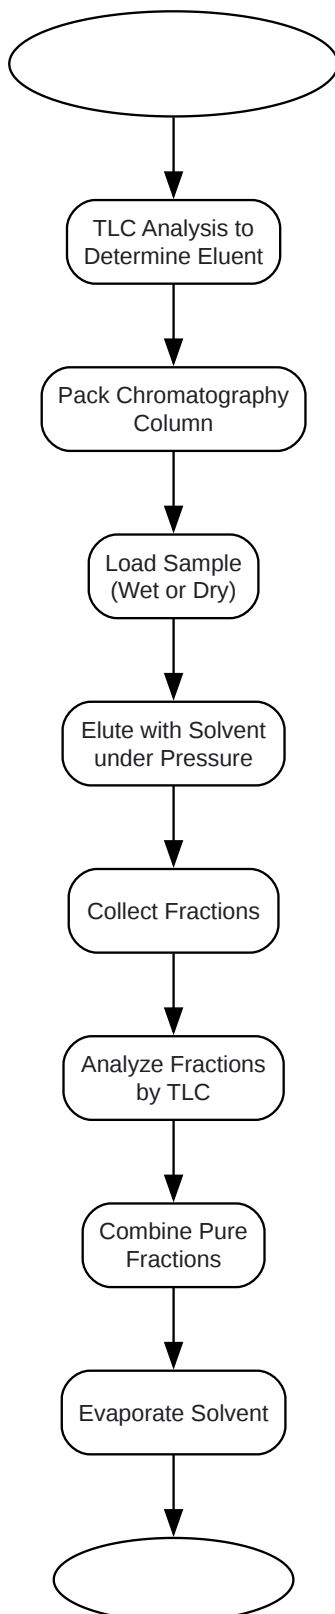 TLC Analysis to
Determine Eluent
Pack Chromatography
Column
Load Sample
(Wet or Dry)
Elute with Solvent
under Pressure
Collect Fractions
Analyze Fractions
by TLC
Combine Pure
Fractions
Evaporate Solvent